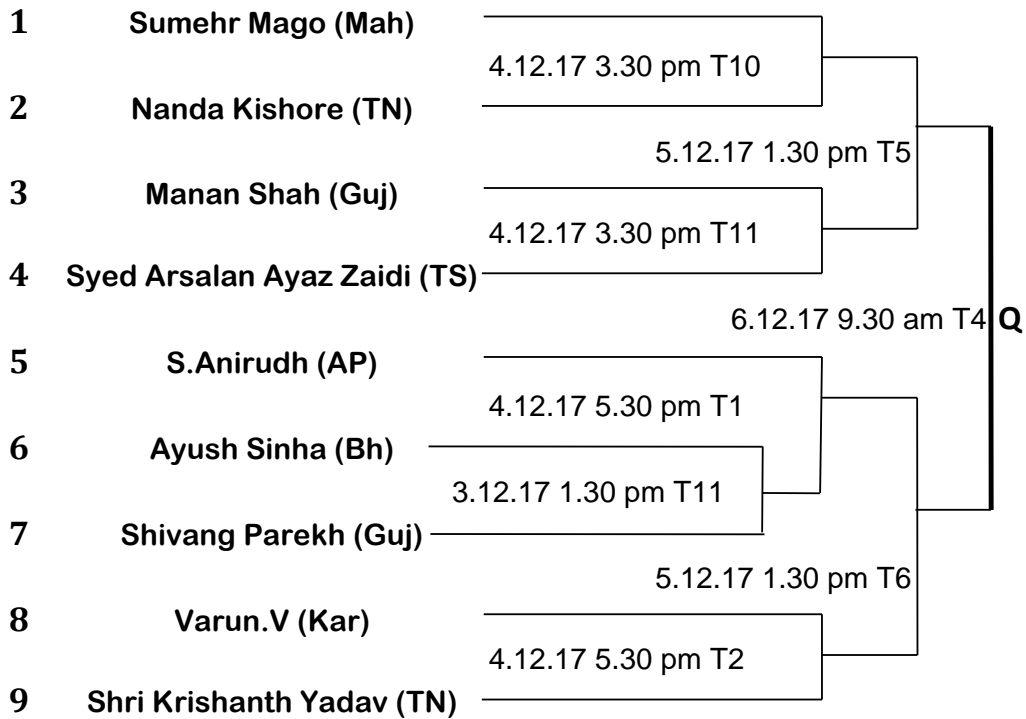 1 Sumehr Mago (Mah)
4.12.17 3.30 pm T10
2 Nanda Kishore (TN)
5.12.17 1.30 pm T5
3 Manan Shah (Guj)
4.12.17 3.30 pm T11
4 Syed Arsalan Ayaz Zaidi (TS)
6.12.17 9.30 am T4 Q
5 S.Anirudh (AP)
4.12.17 5.30 pm T1
6 Ayush Sinha (Bh)
3.12.17 1.30 pm T11
7 Shivang Parekh (Guj)
5.12.17 1.30 pm T6
8 Varun.V (Kar)
4.12.17 5.30 pm T2
9 Shri Krishanth Yadav (TN)